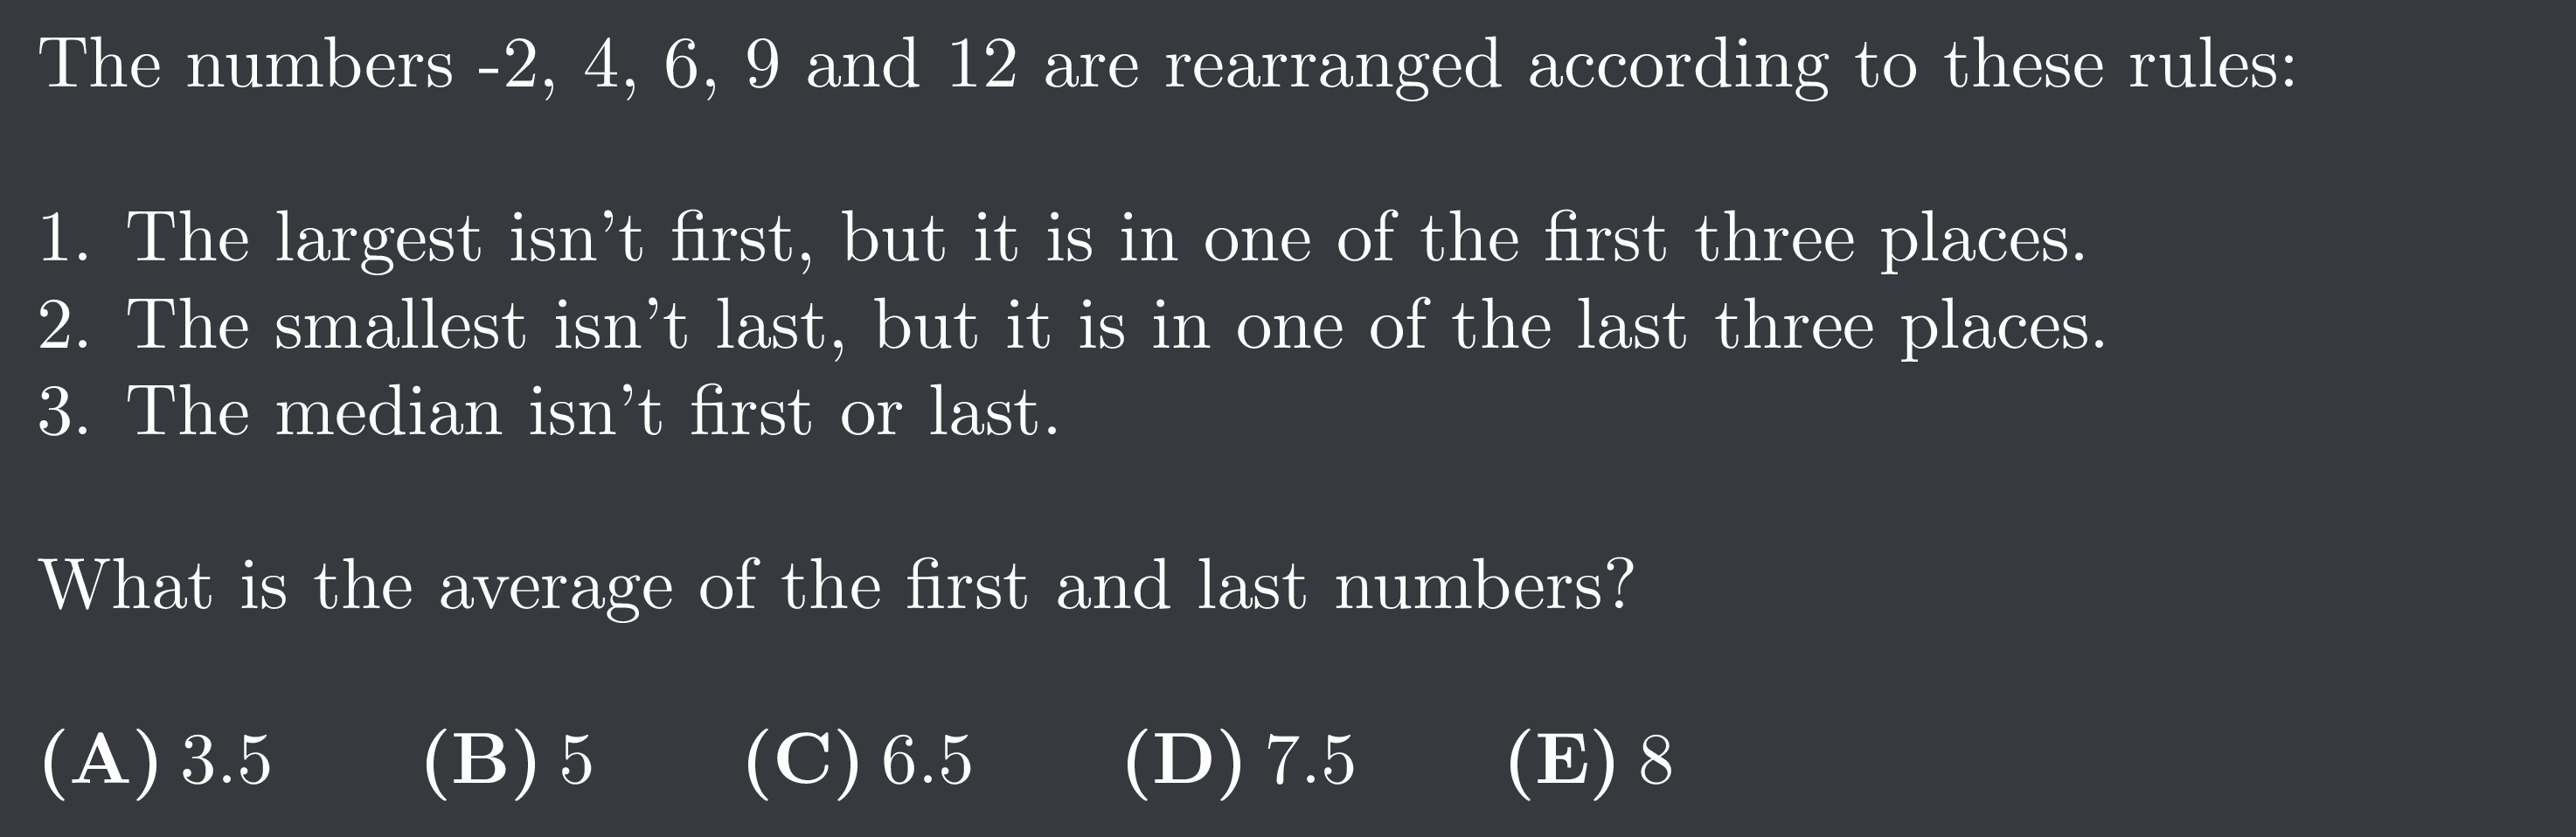 The numbers -2, 4, 6, 9 and 12 are rearranged according to these rules:
1. The largest isn't first, but it is in one of the first three places.
2. The smallest isn't last, but it is in one of the last three places.
3. The median isn't first or last.
What is the average of the first and last numbers?
(A) 3.5 (B) 5 (C) 6.5 (D) 7.5 (E) 8